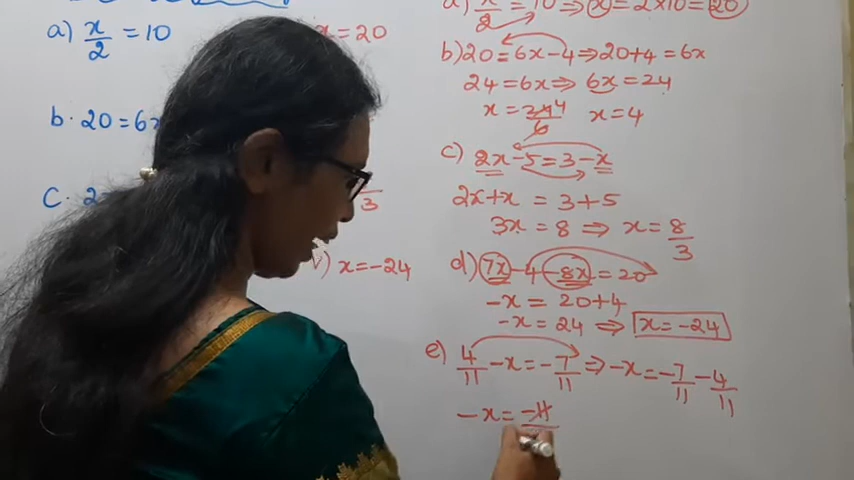 a) x/2 = 10
x = 20
b. 20 = 6x
C. 2
/3
v) x = -24
a) x/2 = 10 ⇒ x = 2x10 = 20
b) 20 = 6x - 4 ⇒ 20 + 4 = 6x
24 = 6x ⇒ 6x = 24
x = 24/6 4 x = 4
c) 2x - 5 = 3 - x
2x + x = 3 + 5
3x = 8 ⇒ x = 8/3
d) 7x - 4 - 8x = 20
-x = 20 + 4
-x = 24 ⇒ x = -24
e) 4/11 - x = -7/11 ⇒ -x = -7/11 - 4/11
-x = -11